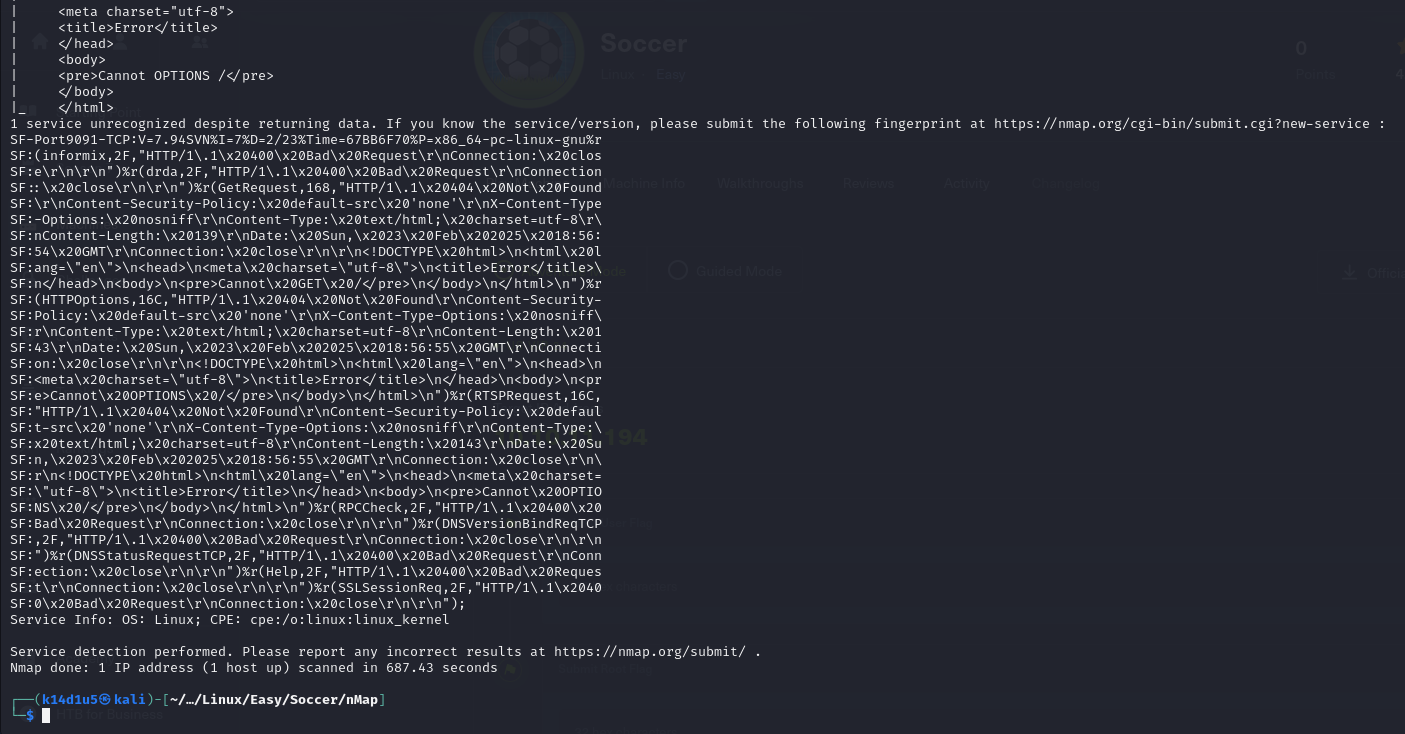 |     <meta charset="utf-8">
|     <title>Error</title>
|     </head>
|     <body>
|     <pre>Cannot OPTIONS /</pre>
|     </body>
|_    </html>
1 service unrecognized despite returning data. If you know the service/version, please submit the following fingerprint at https://nmap.org/cgi-bin/submit.cgi?new-service :
SF-Port9091-TCP:V=7.94SVN%I=7%D=2/23%Time=67BB6F70%P=x86_64-pc-linux-gnu%r
SF:(informix,2F,"HTTP/1\.1\x20400\x20Bad\x20Request\r\nConnection:\x20clos
SF:e\r\n\r\n")%r(drda,2F,"HTTP/1\.1\x20400\x20Bad\x20Request\r\nConnection
SF::\x20close\r\n\r\n")%r(GetRequest,168,"HTTP/1\.1\x20404\x20Not\x20Found
SF:\r\nContent-Security-Policy:\x20default-src\x20'none'\r\nX-Content-Type
SF:-Options:\x20nosniff\r\nContent-Type:\x20text/html;\x20charset=utf-8\r\
SF:nContent-Length:\x20139\r\nDate:\x20Sun,\x2023\x20Feb\x202025\x2018:56:
SF:54\x20GMT\r\nConnection:\x20close\r\n\r\n<!DOCTYPE\x20html>\n<html\x20l
SF:ang=\"en\">\n<head>\n<meta\x20charset=\"utf-8\">\n<title>Error</title>\
SF:n</head>\n<body>\n<pre>Cannot\x20GET\x20/</pre>\n</body>\n</html>\n")%r
SF:(HTTPOptions,16C,"HTTP/1\.1\x20404\x20Not\x20Found\r\nContent-Security-
SF:Policy:\x20default-src\x20'none'\r\nX-Content-Type-Options:\x20nosniff\
SF:r\nContent-Type:\x20text/html;\x20charset=utf-8\r\nContent-Length:\x201
SF:43\r\nDate:\x20Sun,\x2023\x20Feb\x202025\x2018:56:55\x20GMT\r\nConnecti
SF:on:\x20close\r\n\r\n<!DOCTYPE\x20html>\n<html\x20lang=\"en\">\n<head>\n
SF:<meta\x20charset=\"utf-8\">\n<title>Error</title>\n</head>\n<body>\n<pr
SF:e>Cannot\x20OPTIONS\x20/</pre>\n</body>\n</html>\n")%r(RTSPRequest,16C,
SF:"HTTP/1\.1\x20404\x20Not\x20Found\r\nContent-Security-Policy:\x20defaul
SF:t-src\x20'none'\r\nX-Content-Type-Options:\x20nosniff\r\nContent-Type:\
SF:x20text/html;\x20charset=utf-8\r\nContent-Length:\x20143\r\nDate:\x20Su
SF:n,\x2023\x20Feb\x202025\x2018:56:55\x20GMT\r\nConnection:\x20close\r\n\
SF:r\n<!DOCTYPE\x20html>\n<html\x20lang=\"en\">\n<head>\n<meta\x20charset=
SF:\"utf-8\">\n<title>Error</title>\n</head>\n<body>\n<pre>Cannot\x20OPTIO
SF:NS\x20/</pre>\n</body>\n</html>\n")%r(RPCCheck,2F,"HTTP/1\.1\x20400\x20
SF:Bad\x20Request\r\nConnection:\x20close\r\n\r\n")%r(DNSVersionBindReqTCP
SF:,2F,"HTTP/1\.1\x20400\x20Bad\x20Request\r\nConnection:\x20close\r\n\r\n
SF:")%r(DNSStatusRequestTCP,2F,"HTTP/1\.1\x20400\x20Bad\x20Request\r\nConn
SF:ection:\x20close\r\n\r\n")%r(Help,2F,"HTTP/1\.1\x20400\x20Bad\x20Reques
SF:t\r\nConnection:\x20close\r\n\r\n")%r(SSLSessionReq,2F,"HTTP/1\.1\x2040
SF:0\x20Bad\x20Request\r\nConnection:\x20close\r\n\r\n");
Service Info: OS: Linux; CPE: cpe:/o:linux:linux_kernel
Service detection performed. Please report any incorrect results at https://nmap.org/submit/ .
Nmap done: 1 IP address (1 host up) scanned in 687.43 seconds
┌──(k14d1u5㉿kali)-[~/…/Linux/Easy/Soccer/nMap]
└─$
Soccer
Linux Easy
0
Points
Machine Info Walkthroughs Reviews Activity Changelog
Guided Mode
194
HTB for Business